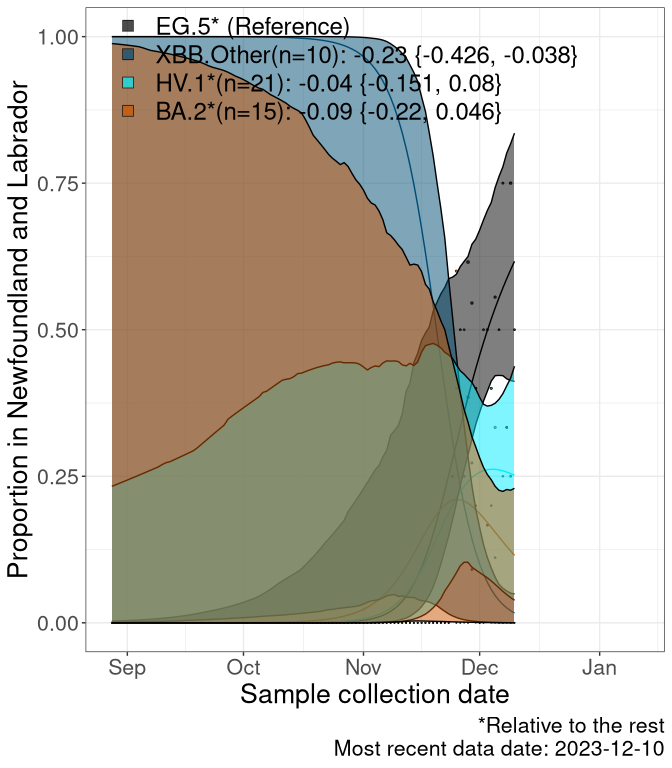 EG.5* (Reference)
XBB.Other(n=10): -0.23 {-0.426, -0.038}
HV.1*(n=21): -0.04 {-0.151, 0.08}
BA.2*(n=15): -0.09 {-0.22, 0.046}
Proportion in Newfoundland and Labrador
1.00
0.75
0.50
0.25
0.00
Sep Oct Nov Dec Jan
Sample collection date
*Relative to the rest
Most recent data date: 2023-12-10